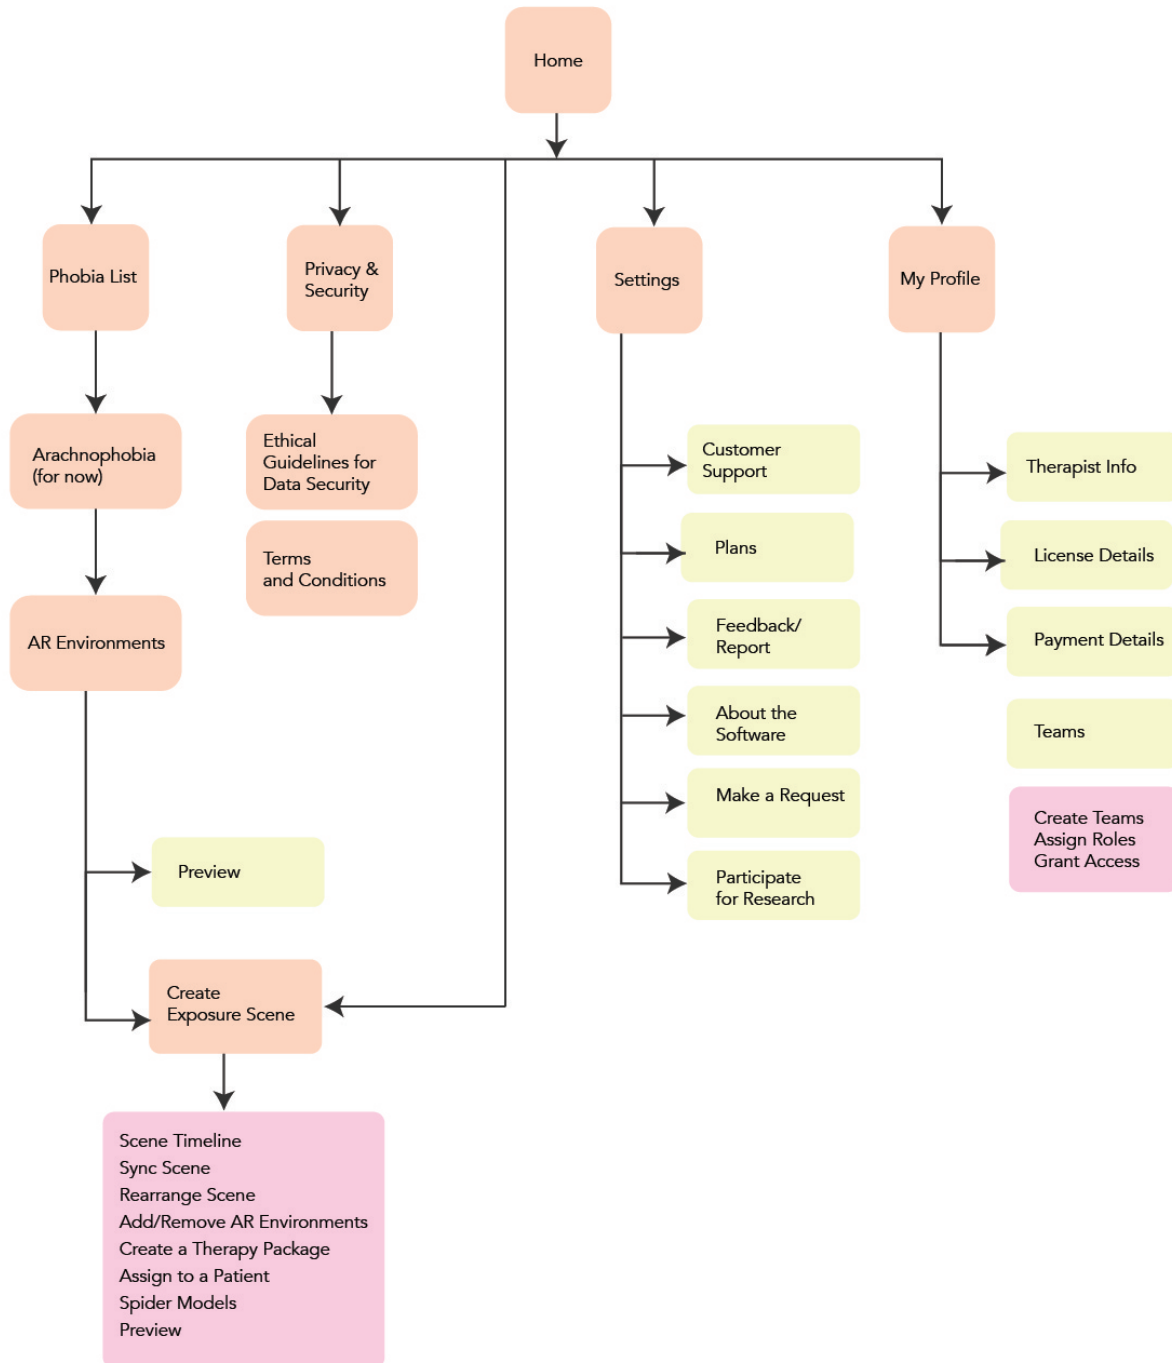 Home
Phobia List
Privacy &
Security
Settings
My Profile
Arachnophobia
(for now)
AR Environments
Ethical
Guidelines for
Data Security
Terms
and Conditions
Customer
Support
Plans
Feedback/
Report
About the
Software
Make a Request
Participate
for Research
Therapist Info
License Details
Payment Details
Teams
Create Teams
Assign Roles
Grant Access
Preview
Create
Exposure Scene
Scene Timeline
Sync Scene
Rearrange Scene
Add/Remove AR Environments
Create a Therapy Package
Assign to a Patient
Spider Models
Preview